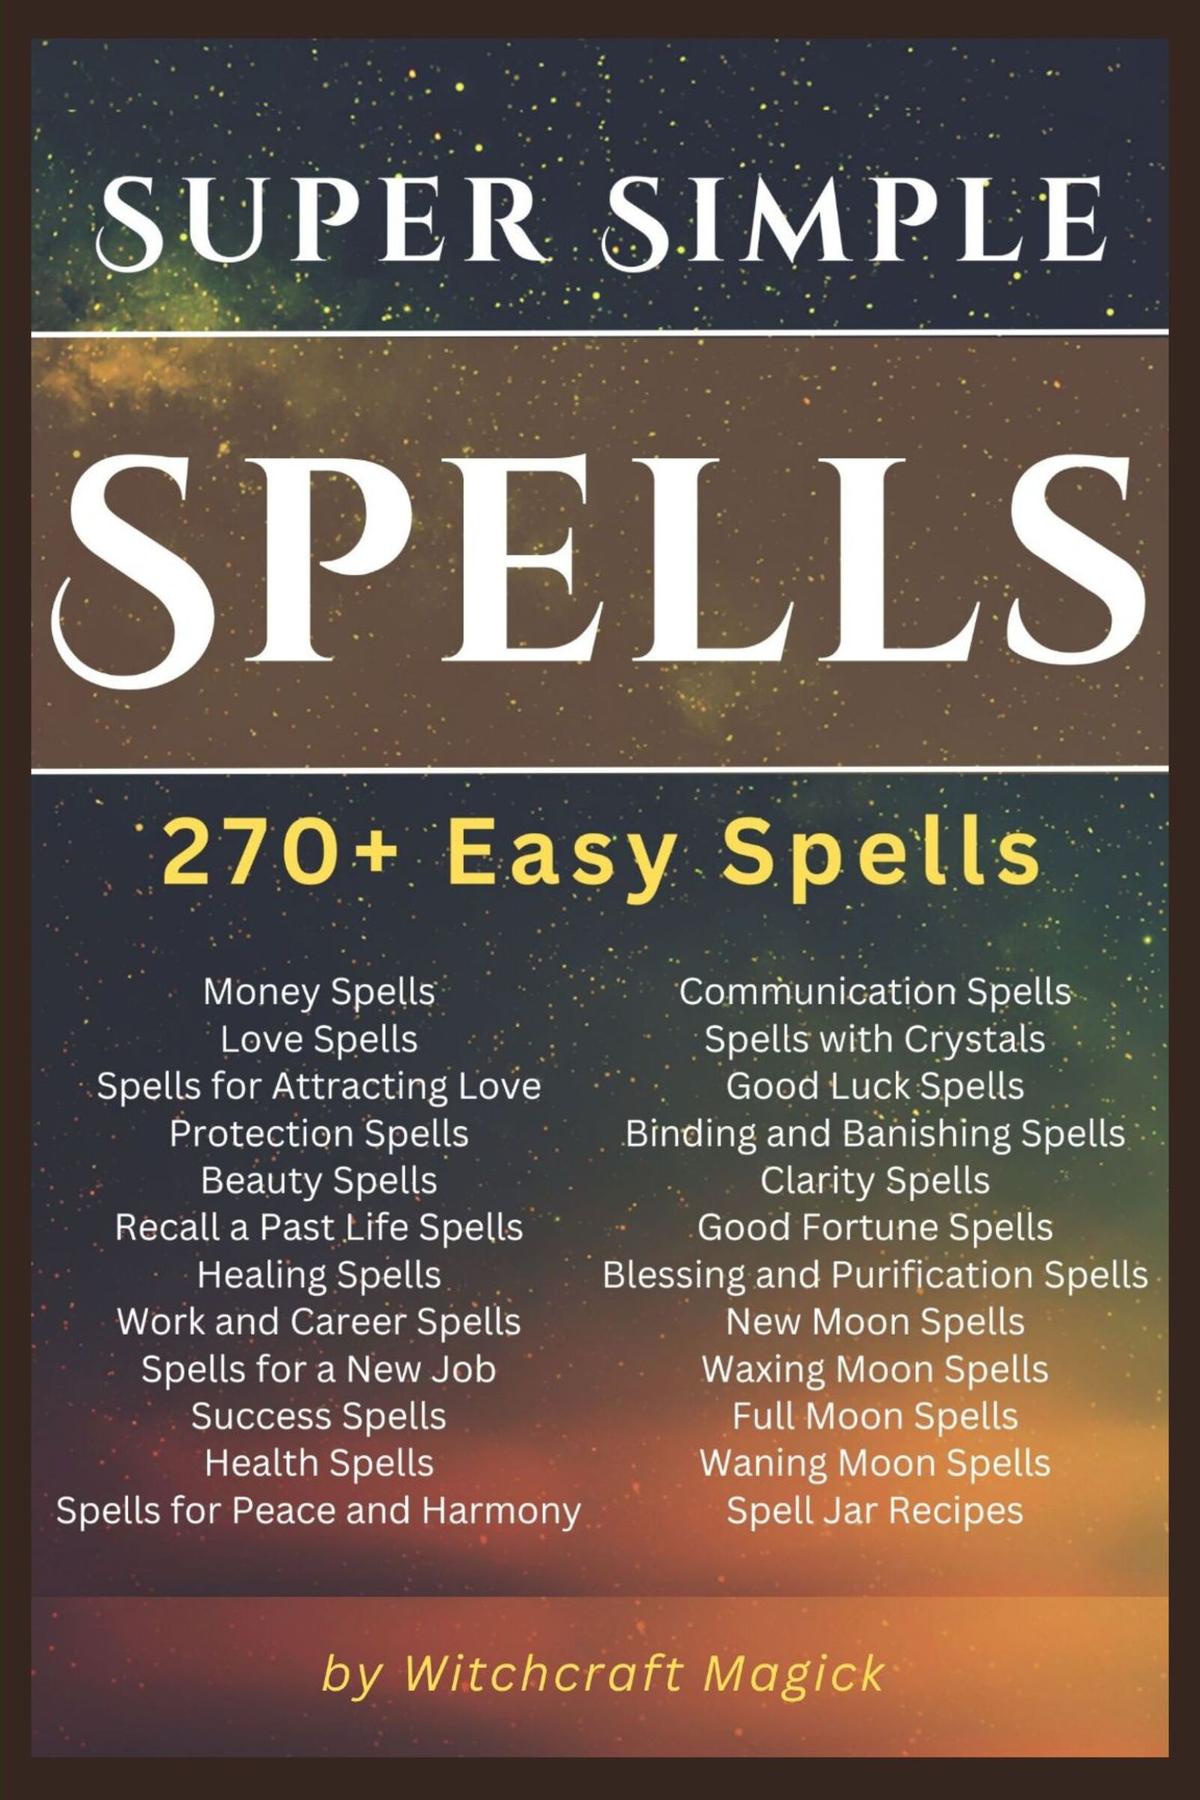 SUPER SIMPLE
SPELLS
270+ Easy Spells
Money Spells
Love Spells
Spells for Attracting Love
Protection Spells
Beauty Spells
Recall a Past Life Spells
Healing Spells
Work and Career Spells
Spells for a New Job
Success Spells
Health Spells
Spells for Peace and Harmony
Communication Spells
Spells with Crystals
Good Luck Spells
Binding and Banishing Spells
Clarity Spells
Good Fortune Spells
Blessing and Purification Spells
New Moon Spells
Waxing Moon Spells
Full Moon Spells
Waning Moon Spells
Spell Jar Recipes
by Witchcraft Magick